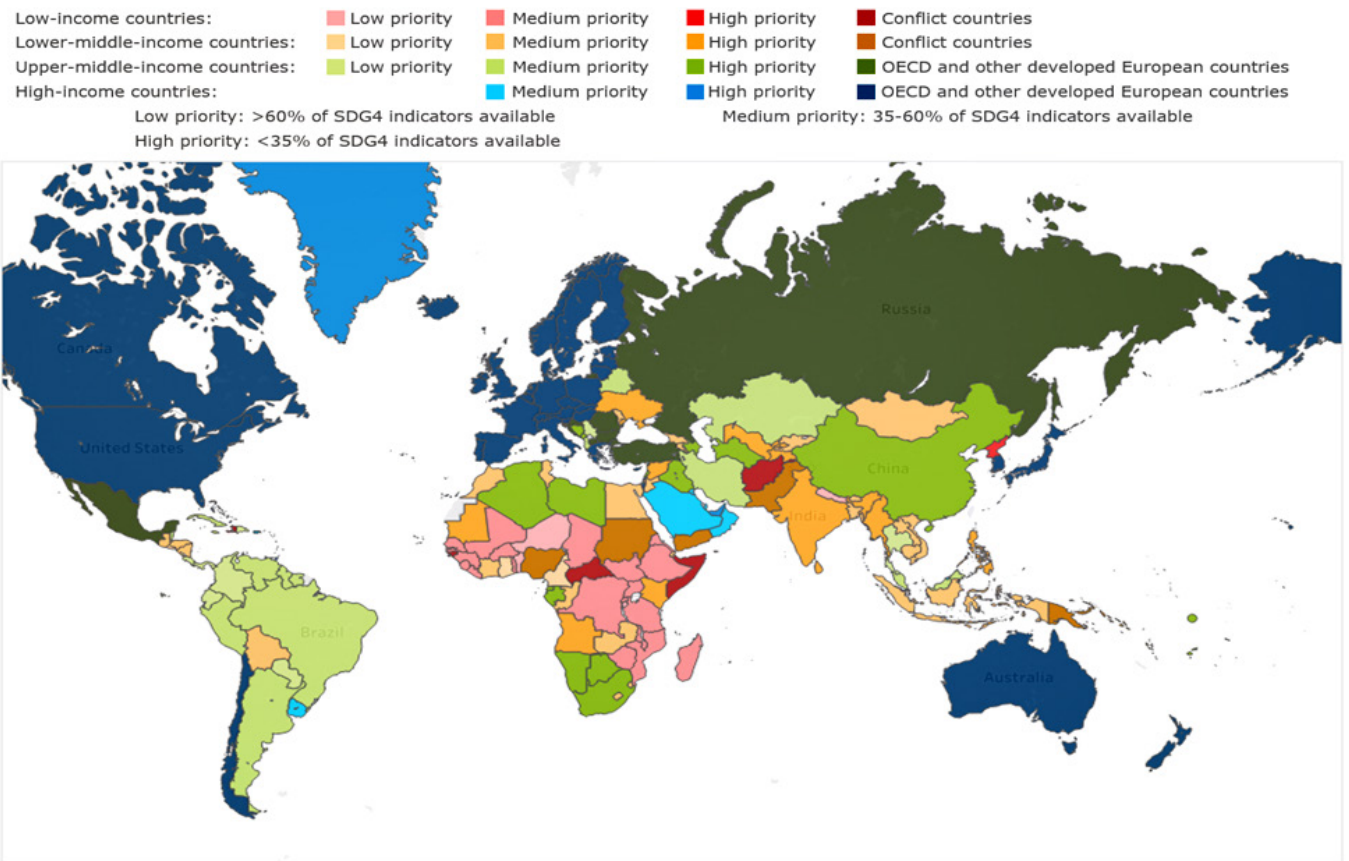 Low-income countries: Low priority Medium priority High priority Conflict countries
Lower-middle-income countries: Low priority Medium priority High priority Conflict countries
Upper-middle-income countries: Low priority Medium priority High priority OECD and other developed European countries
High-income countries: Medium priority High priority OECD and other developed European countries
Low priority: >60% of SDG4 indicators available Medium priority: 35-60% of SDG4 indicators available
High priority: <35% of SDG4 indicators available
Russia
Canada
United States
China
India
Brazil
Australia